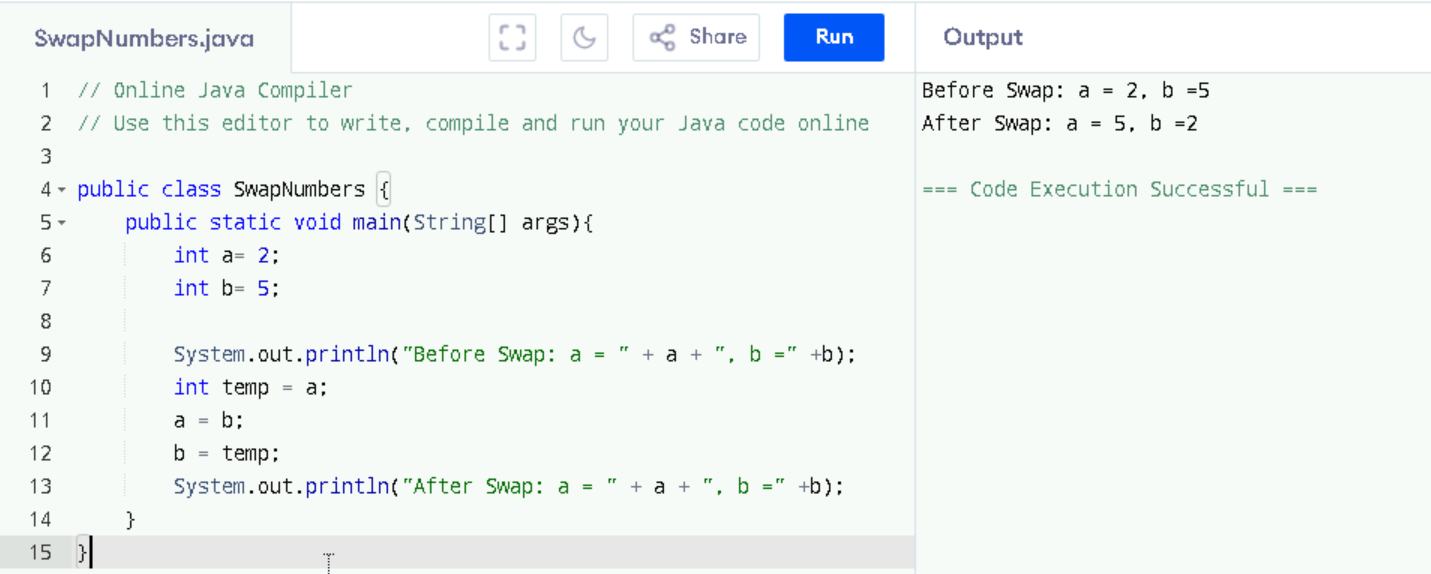 SwapNumbers.java
Share
Run
Output
1 // Online Java Compiler
2 // Use this editor to write, compile and run your Java code online
3
4 public class SwapNumbers {
5     public static void main(String[] args){
6         int a= 2;
7         int b= 5;
8
9         System.out.println("Before Swap: a = " + a + ", b =" +b);
10         int temp = a;
11         a = b;
12         b = temp;
13         System.out.println("After Swap: a = " + a + ", b =" +b);
14     }
15 }
Before Swap: a = 2, b =5
After Swap: a = 5, b =2
=== Code Execution Successful ===